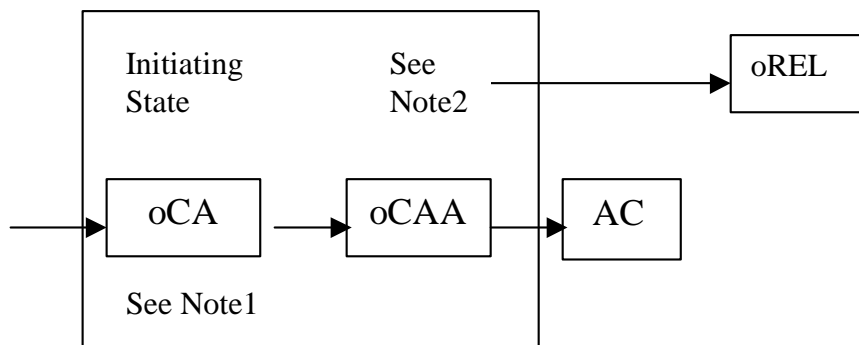 Initiating
State
See
Note2
oREL
oCA
oCAA
AC
See Note1